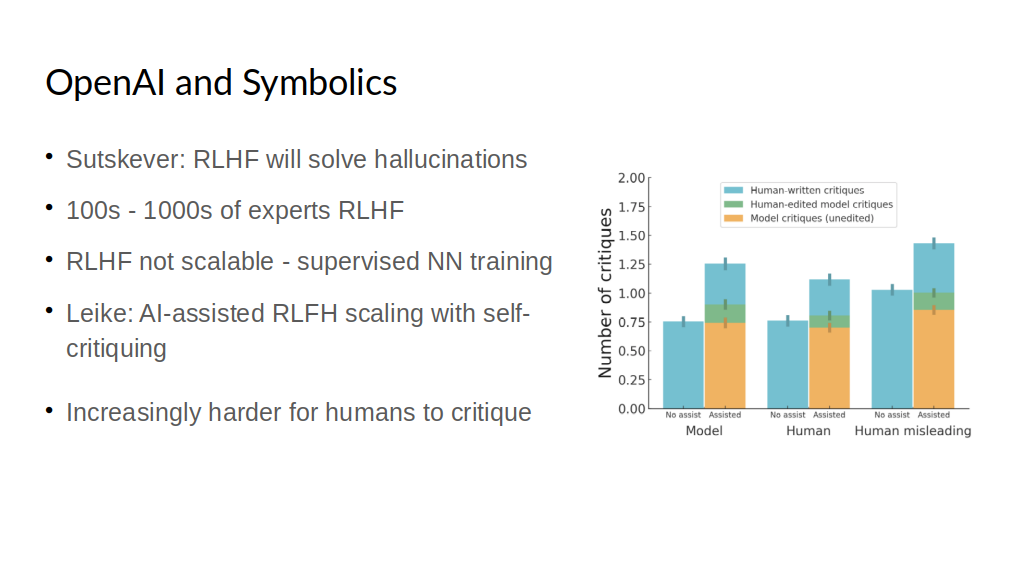 OpenAI and Symbolics
• Sutskever: RLHF will solve hallucinations
• 100s - 1000s of experts RLHF
• RLHF not scalable - supervised NN training
• Leike: AI-assisted RLFH scaling with self-
critiquing
• Increasingly harder for humans to critique
Number of critiques
2.00
1.75
1.50
1.25
1.00
0.75
0.50
0.25
0.00
Human-written critiques
Human-edited model critiques
Model critiques (unedited)
No assist Assisted No assist Assisted No assist Assisted
Model Human Human misleading